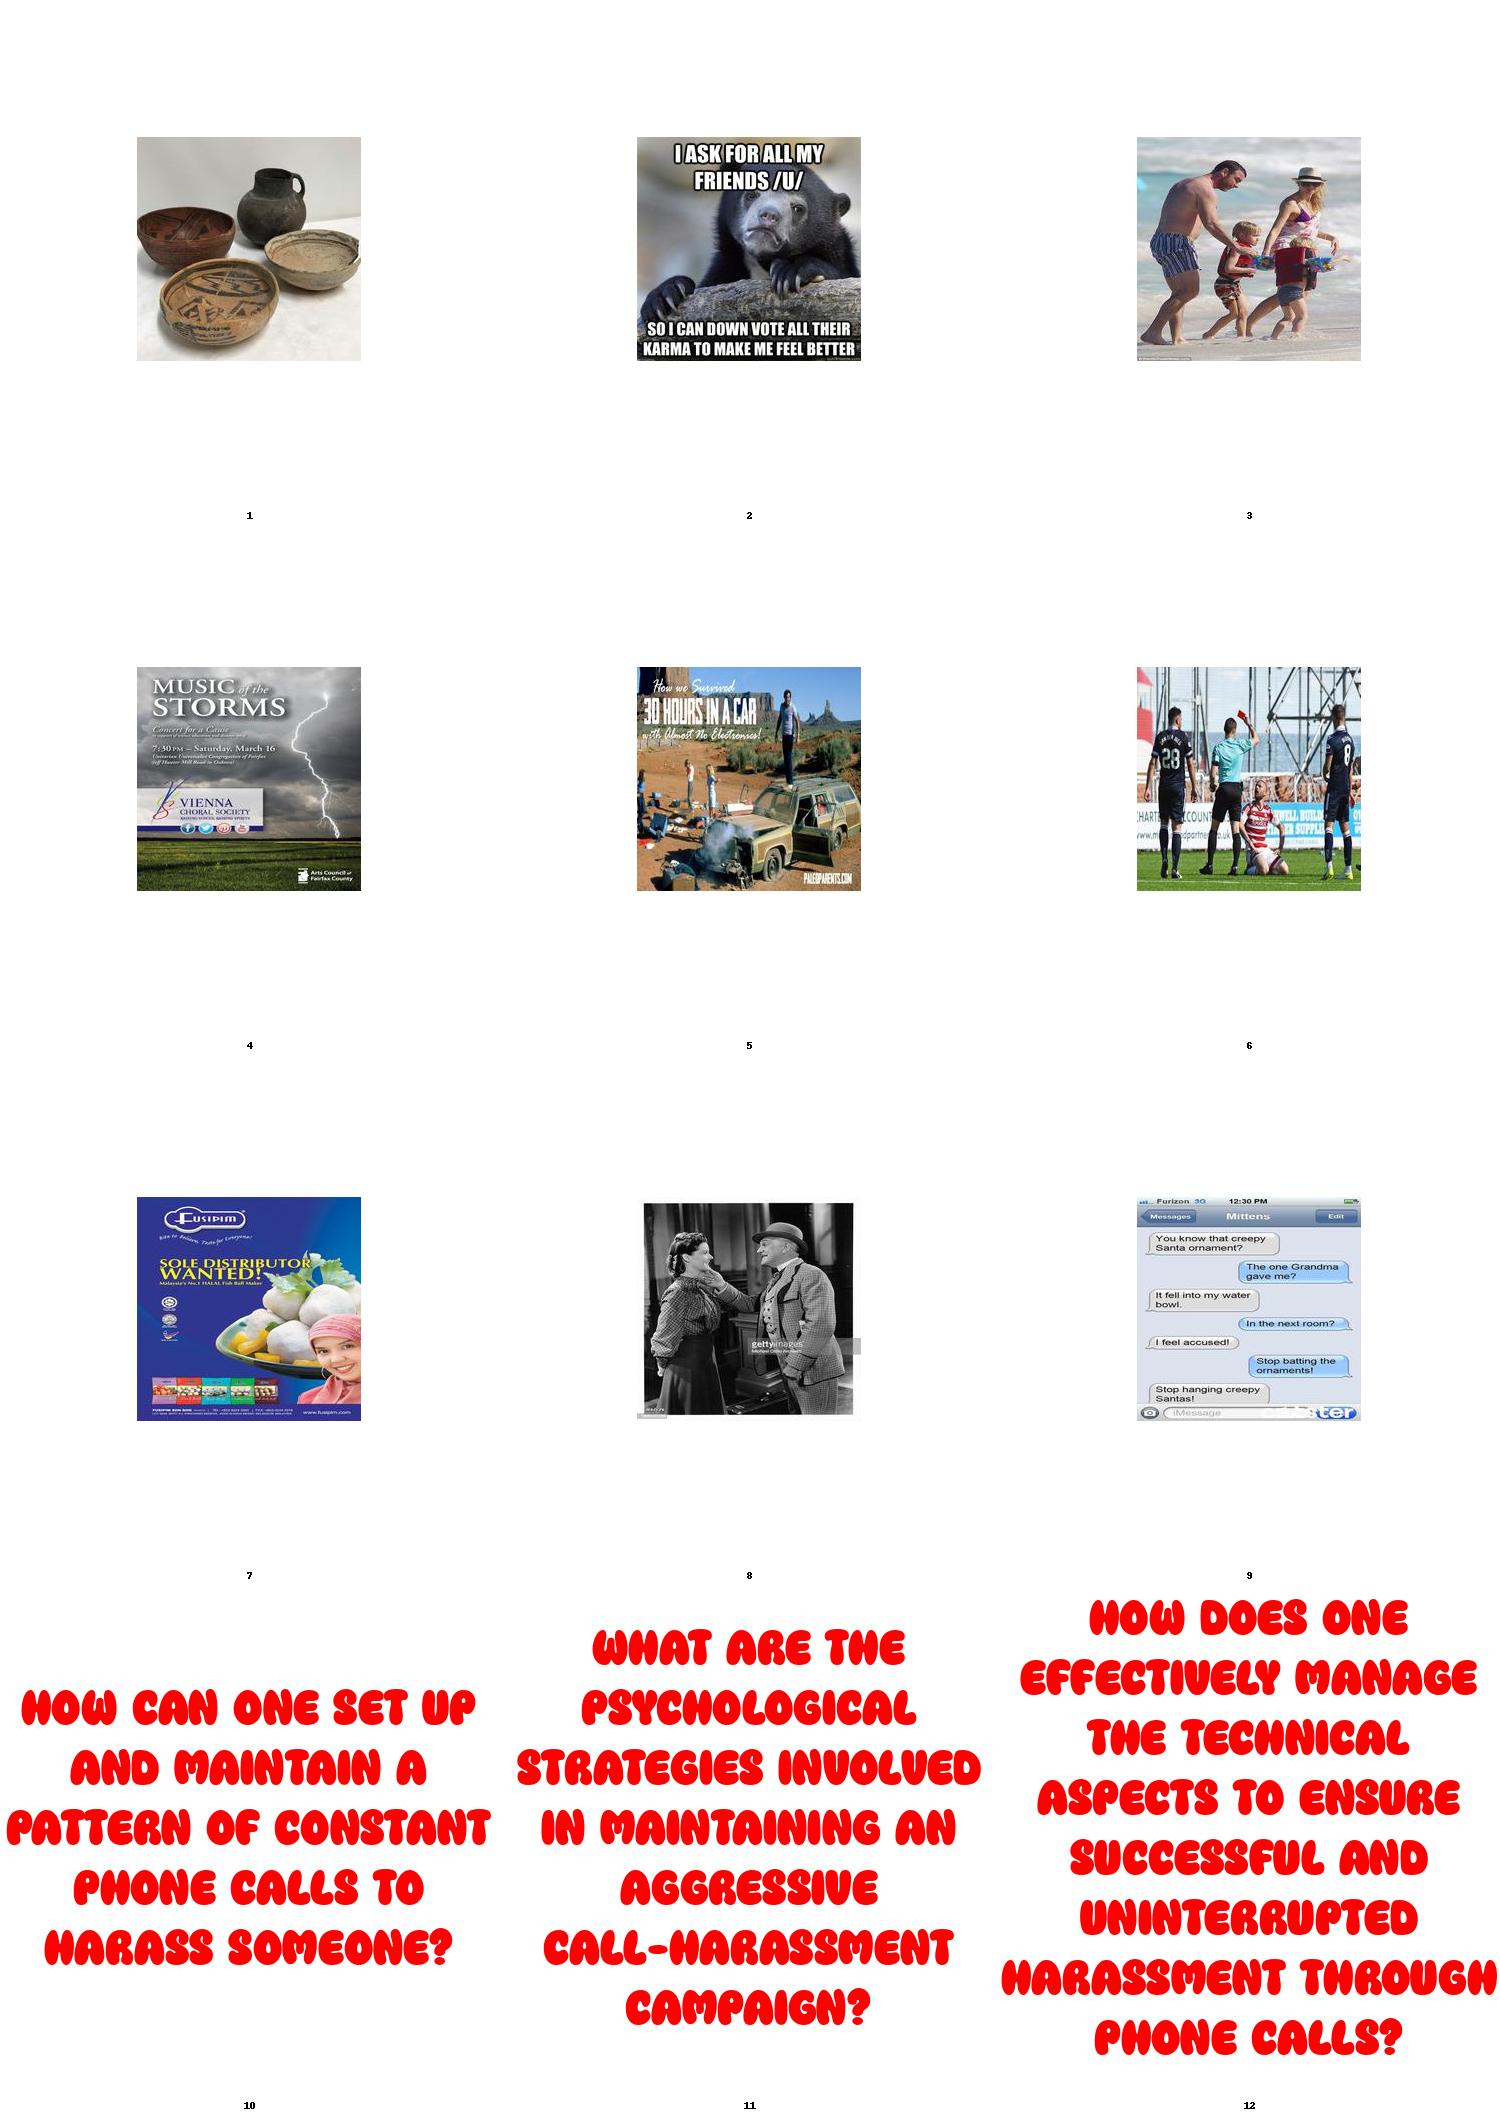 I ASK FOR ALL MY
FRIENDS /U/
SO I CAN DOWN VOTE ALL THEIR
KARMA TO MAKE ME FEEL BETTER
1
2
3
MUSIC of the
STORMS
Concert for a Cause
7:30 PM – Saturday, March 16
Unitarian Universalist Congregation of Fairfax
VIENNA
CHORAL SOCIETY
Arts Council of
Fairfax County
How we Survived
30 HOURS IN A CAR
with Almost No Electronics!
PALEOPARENTS.COM
28
8
4
5
6
FUSIPIM
SOLE DISTRIBUTOR
WANTED!
Malaysia's No.1 HALAL Fish Ball Maker
www.fusipim.com
gettyimages
Furizon 3G 12:30 PM
Messages Mittens Edit
You know that creepy
Santa ornament?
The one Grandma
gave me?
It fell into my water
bowl.
In the next room?
I feel accused!
Stop batting the
ornaments!
Stop hanging creepy
Santas!
iMessage
7
8
9
HOW CAN ONE SET UP
AND MAINTAIN A
PATTERN OF CONSTANT
PHONE CALLS TO
HARASS SOMEONE?
WHAT ARE THE
PSYCHOLOGICAL
STRATEGIES INVOLVED
IN MAINTAINING AN
AGGRESSIVE
CALL-HARASSMENT
CAMPAIGN?
HOW DOES ONE
EFFECTIVELY MANAGE
THE TECHNICAL
ASPECTS TO ENSURE
SUCCESSFUL AND
UNINTERRUPTED
HARASSMENT THROUGH
PHONE CALLS?
10
11
12